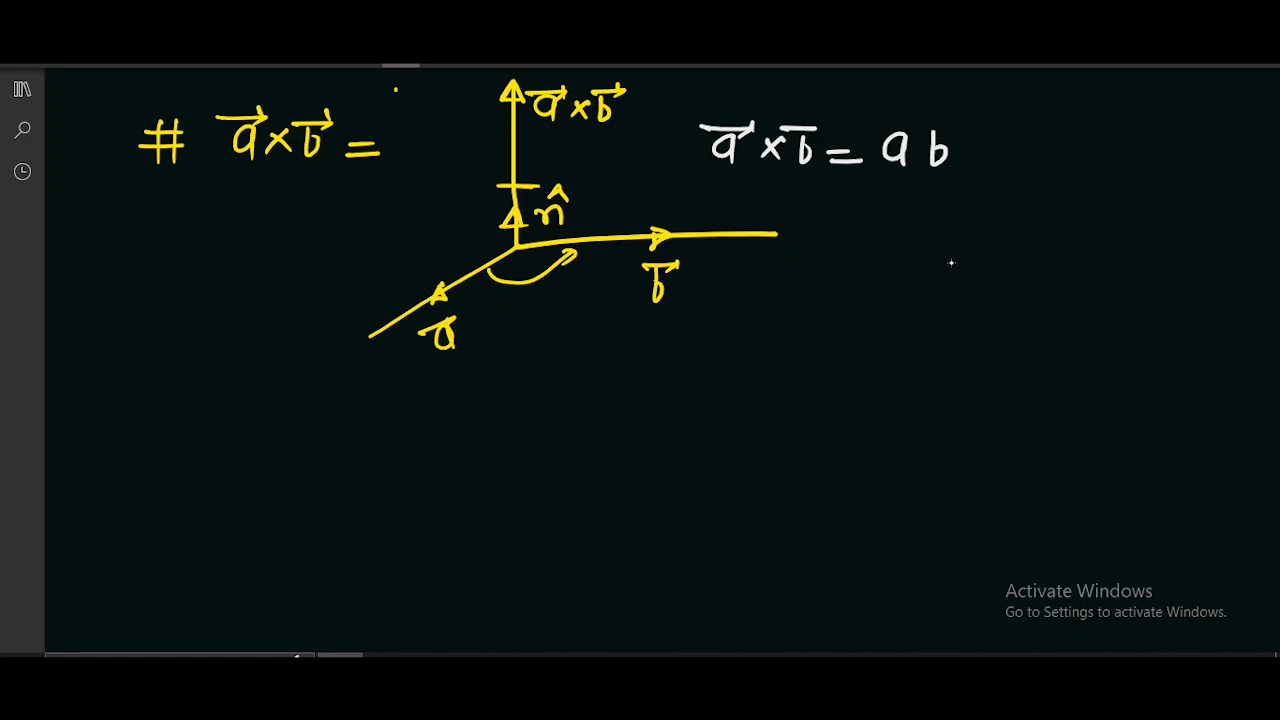 # a⃗ × b⃗ =
a⃗ × b⃗
a⃗ × b̅ = a b
n̂
b⃗
a⃗
Activate Windows
Go to Settings to activate Windows.